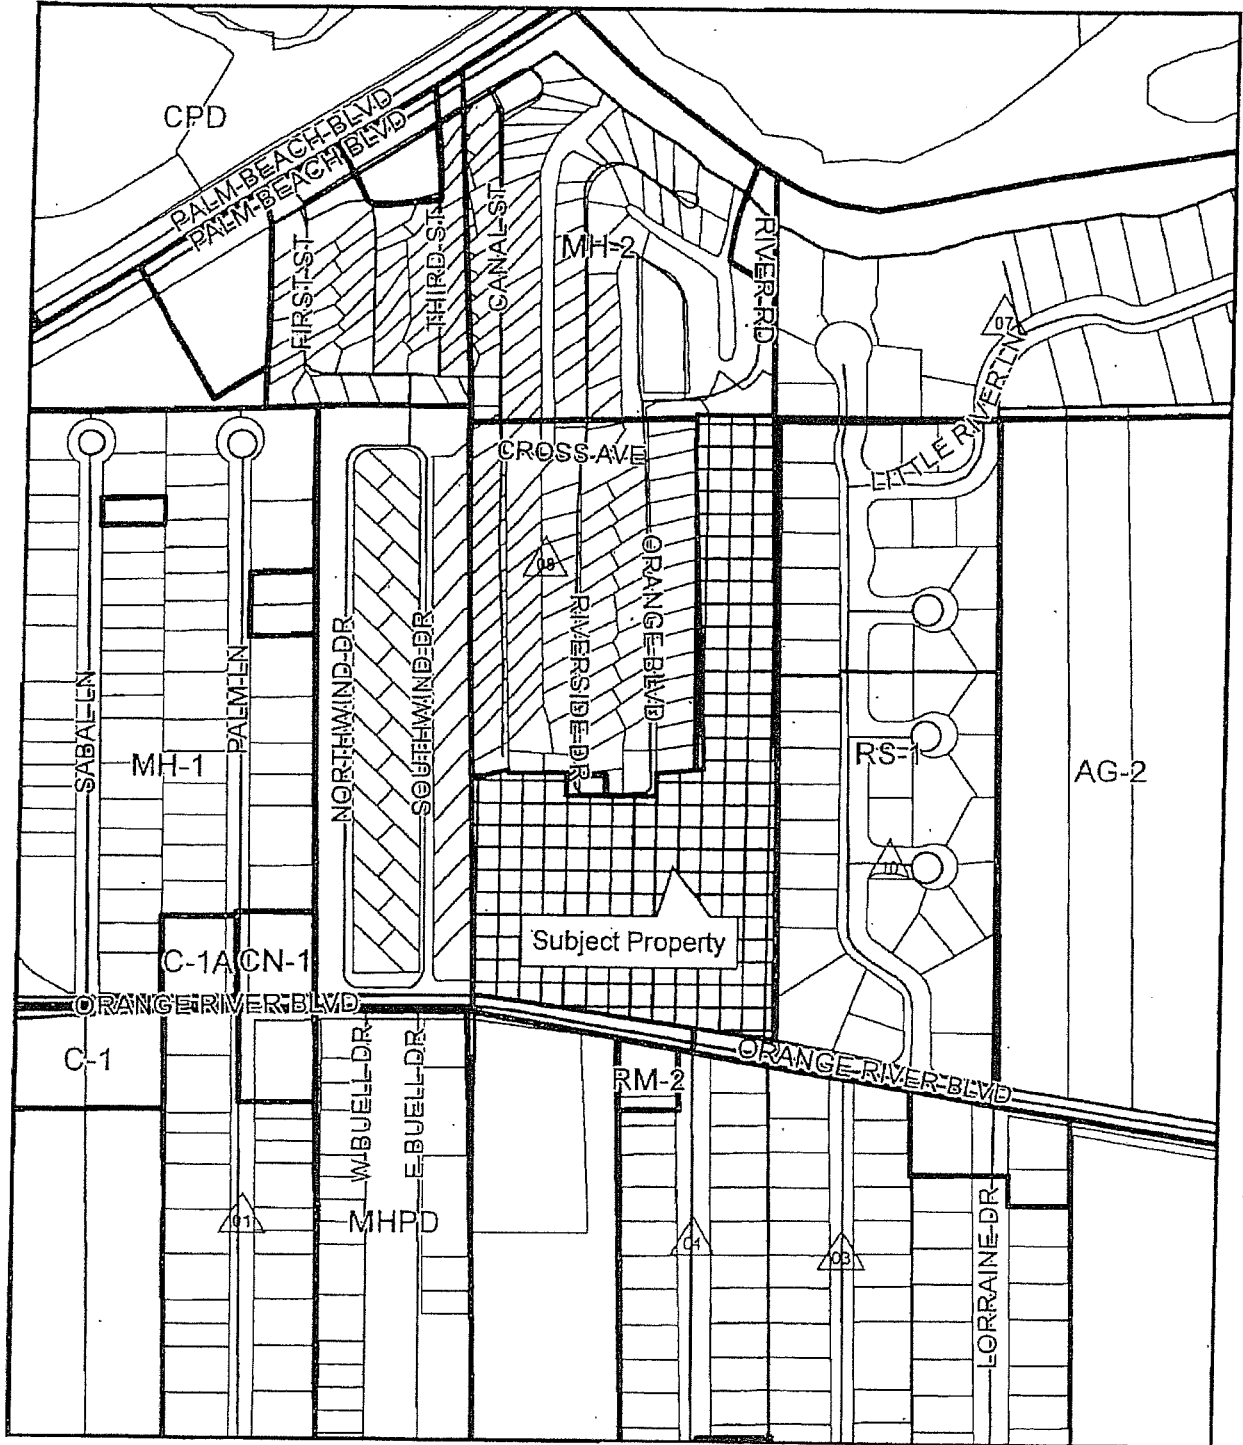 CPD
PALM-BEACH-BLVD
PALM-BEACH-BLVD
FIRST-ST
THIRD-ST
CANAL-ST
MH-2
RIVER-RD
07
LITTLE RIVER LN
CROSS-AVE
08
ORANGE-BLVD
RIVERSIDE-DR
NORTHWIND-DR
SOUTHWIND-DR
SABAL-LN
PALM-LN
MH-1
RS-1
AG-2
10
Subject Property
C-1A
CN-1
ORANGE-RIVER-BLVD
C-1
W-BUELL-DR
E-BUELL-DR
RM-2
ORANGE-RIVER-BLVD
01
MHPD
04
03
LORRAINE-DR